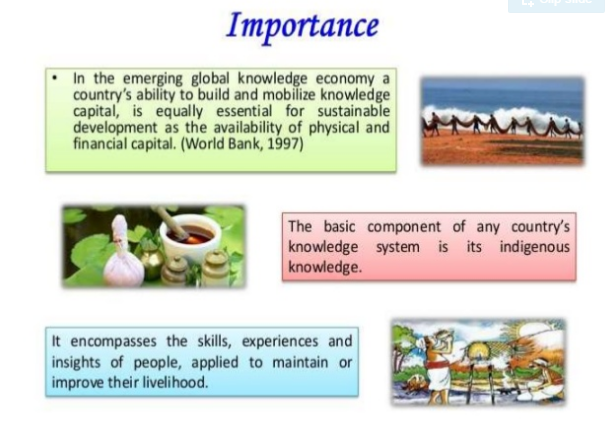 Importance
• In the emerging global knowledge economy a
country's ability to build and mobilize knowledge
capital, is equally essential for sustainable
development as the availability of physical and
financial capital. (World Bank, 1997)
The basic component of any country's
knowledge system is its indigenous
knowledge.
It encompasses the skills, experiences and
insights of people, applied to maintain or
improve their livelihood.